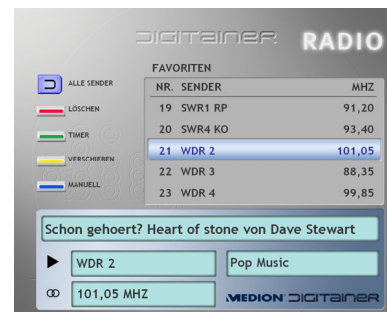 DIGITAINER RADIO
FAVORITEN
ALLE SENDER
NR. SENDER MHZ
LÖSCHEN
19 SWR1 RP 91,20
TIMER
20 SWR4 KO 93,40
21 WDR 2 101,05
VERSCHIEBEN
22 WDR 3 88,35
MANUELL
23 WDR 4 99,85
Schon gehoert? Heart of stone von Dave Stewart
WDR 2 Pop Music
101,05 MHZ MEDION DIGITAINER